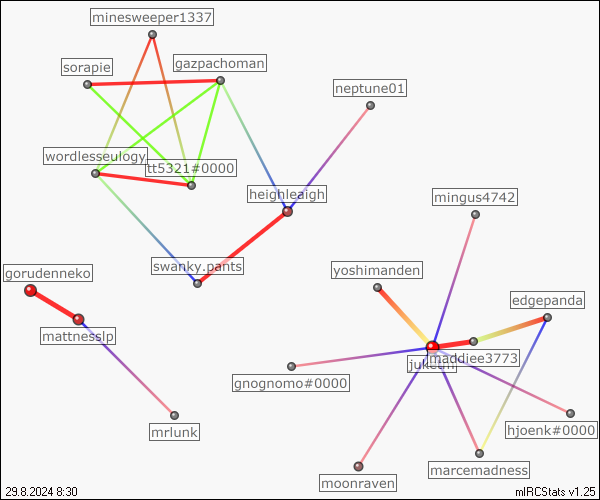 minesweeper1337
gazpachoman
sorapie
neptune01
wordlesseulogy
tt5321#0000
heighleaigh
mingus4742
swanky.pants
yoshimanden
gorudenneko
edgepanda
mattnesslp
maddiee3773
gnognomo#0000
mrlunk
hjoenk#0000
marcemadness
moonraven
29.8.2024 8:30
mIRCStats v1.25